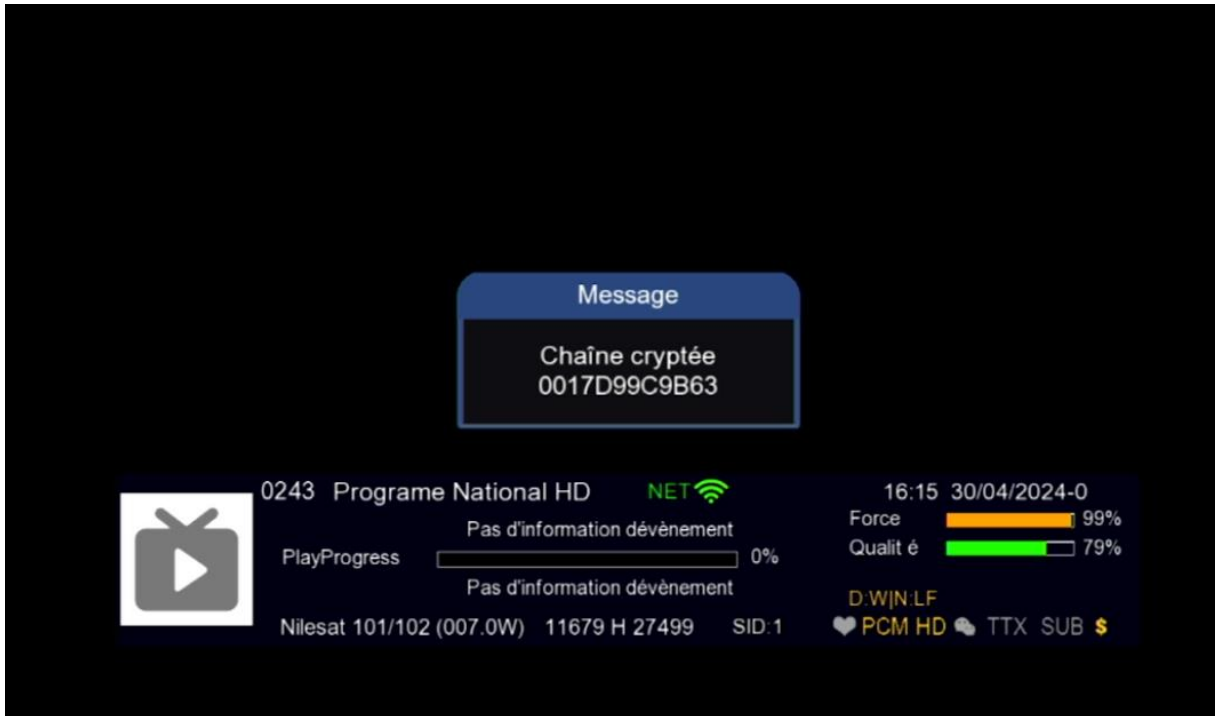 Message
Chaîne cryptée
0017D99C9B63
0243 Programe National HD NET 16:15 30/04/2024-0
Pas d'information dévènement Force 99%
PlayProgress 0% Qualit é 79%
Pas d'information dévènement D:W|N:LF
Nilesat 101/102 (007.0W) 11679 H 27499 SID:1 PCM HD TTX SUB $